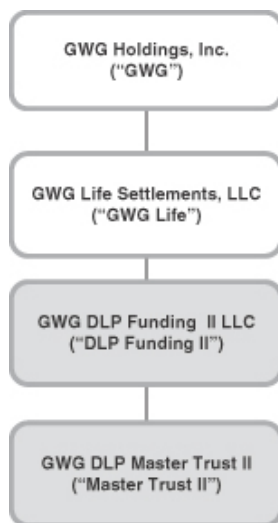 GWG Holdings, Inc.
(“GWG”)
GWG Life Settlements, LLC
(“GWG Life”)
GWG DLP Funding II LLC
(“DLP Funding II”)
GWG DLP Master Trust II
(“Master Trust II”)